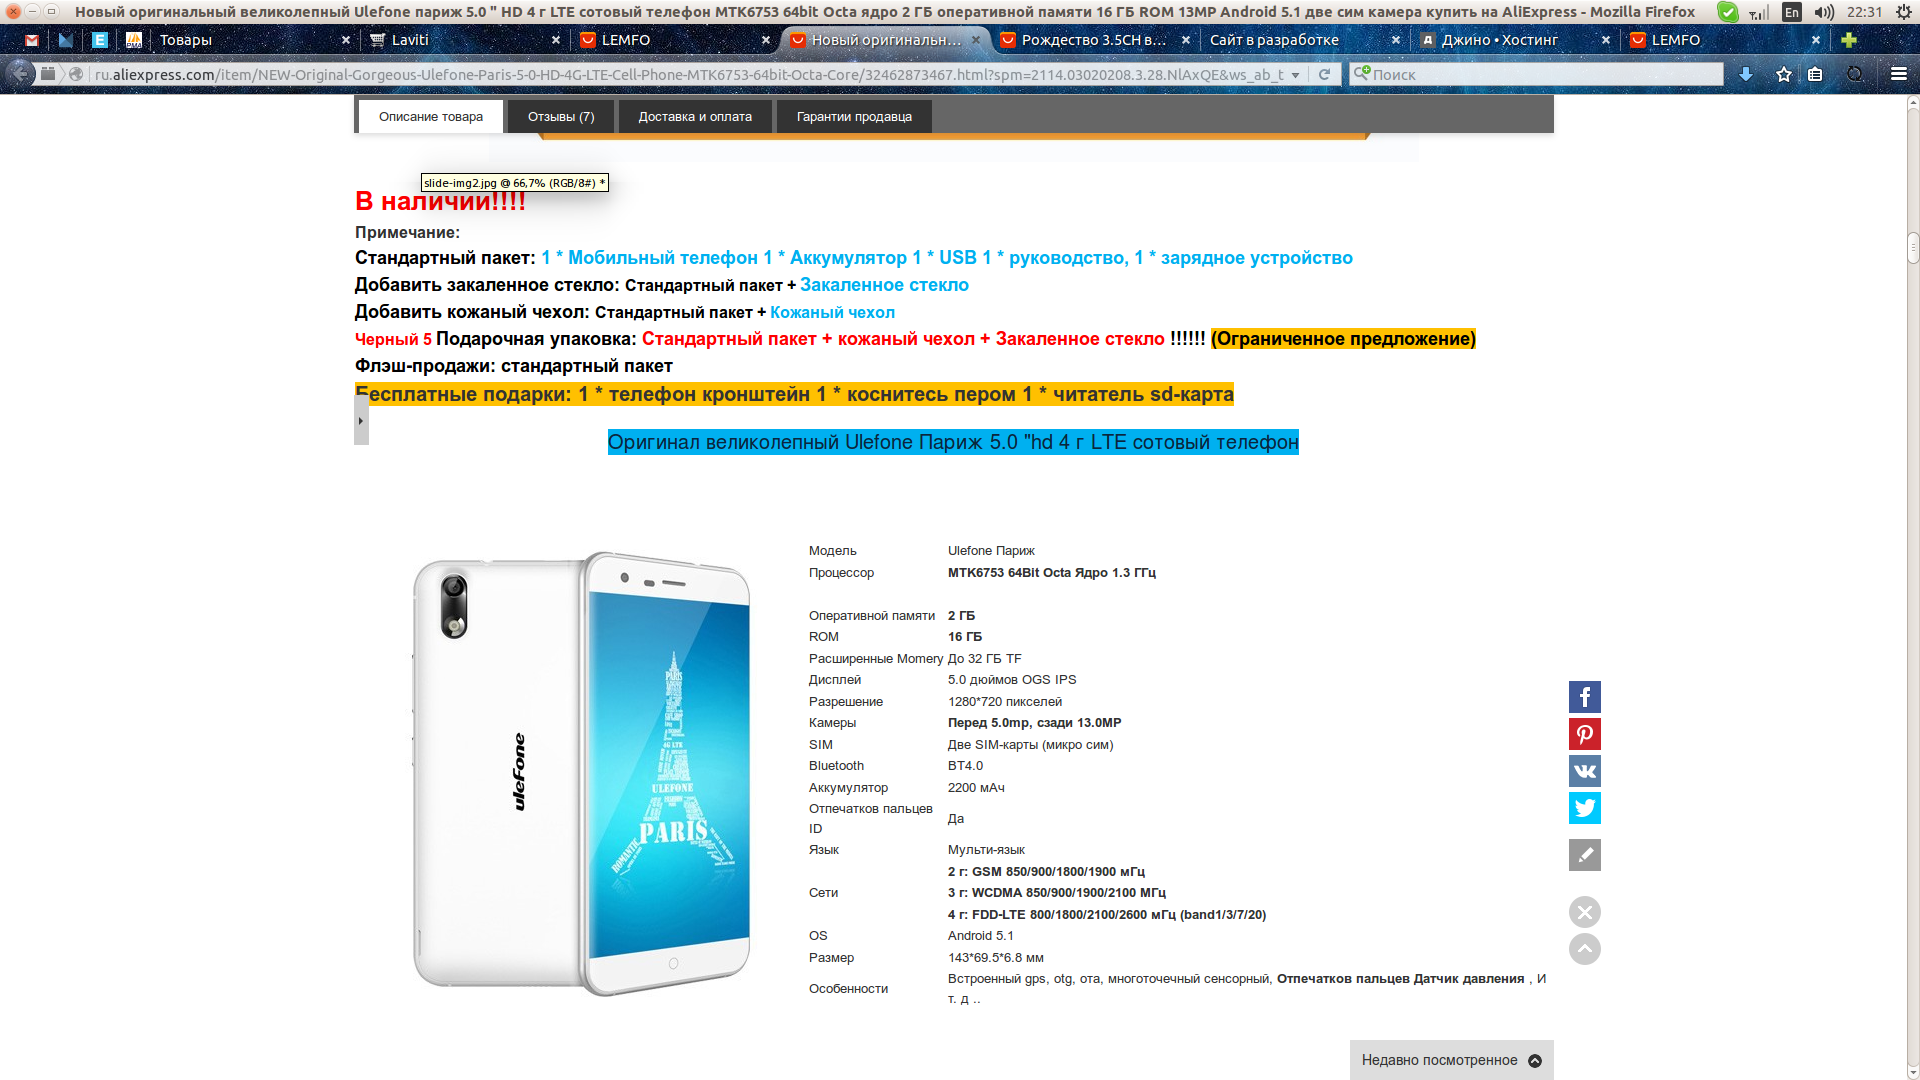 Новый оригинальный великолепный Ulefone париж 5.0 " HD 4 г LTE сотовый телефон MTK6753 64bit Octa ядро 2 ГБ оперативной памяти 16 ГБ ROM 13MP Android 5.1 две сим камера купить на AliExpress - Mozilla Firefox
En
22:31
Товары
Laviti
LEMFO
Новый оригинальн...
Рождество 3.5CH в...
Сайт в разработке
Джино • Хостинг
LEMFO
ru.aliexpress.com/item/NEW-Original-Gorgeous-Ulefone-Paris-5-0-HD-4G-LTE-Cell-Phone-MTK6753-64bit-Octa-Core/32462873467.html?spm=2114.03020208.3.28.NlAxQE&ws_ab_t
Поиск
Описание товара
Отзывы (7)
Доставка и оплата
Гарантии продавца
slide-img2.jpg @ 66,7% (RGB/8#) *
В наличии!!!!
Примечание:
Стандартный пакет: 1 * Мобильный телефон 1 * Аккумулятор 1 * USB 1 * руководство, 1 * зарядное устройство
Добавить закаленное стекло: Стандартный пакет + Закаленное стекло
Добавить кожаный чехол: Стандартный пакет + Кожаный чехол
Черный 5 Подарочная упаковка: Стандартный пакет + кожаный чехол + Закаленное стекло !!!!!! (Ограниченное предложение)
Флэш-продажи: стандартный пакет
Бесплатные подарки: 1 * телефон кронштейн 1 * коснитесь пером 1 * читатель sd-карта
Оригинал великолепный Ulefone Париж 5.0 "hd 4 г LTE сотовый телефон
Модель Ulefone Париж
Процессор MTK6753 64Bit Octa Ядро 1.3 ГГц
Оперативной памяти 2 ГБ
ROM 16 ГБ
Расширенные Momery До 32 ГБ TF
Дисплей 5.0 дюймов OGS IPS
Разрешение 1280*720 пикселей
Камеры Перед 5.0mp, сзади 13.0MP
SIM Две SIM-карты (микро сим)
Bluetooth BT4.0
Аккумулятор 2200 мАч
Отпечатков пальцев
ID
Да
Язык Мульти-язык
Сети
2 г: GSM 850/900/1800/1900 мГц
3 г: WCDMA 850/900/1900/2100 МГц
4 г: FDD-LTE 800/1800/2100/2600 мГц (band1/3/7/20)
OS Android 5.1
Размер 143*69.5*6.8 мм
Особенности
Встроенный gps, otg, ота, многоточечный сенсорный, Отпечатков пальцев Датчик давления , И
т. д ..
uleFone
PARIS
4G LTE
ULEFONE
PARIS
ROMANTIC
Недавно посмотренное